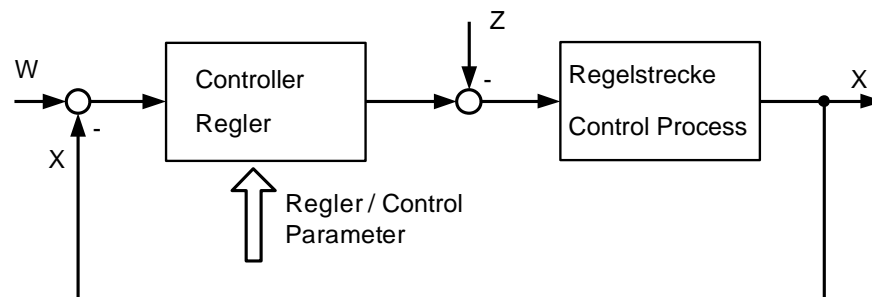 W
-
X
Controller
Regler
Regler / Control
Parameter
Z
-
Regelstrecke
Control Process
X